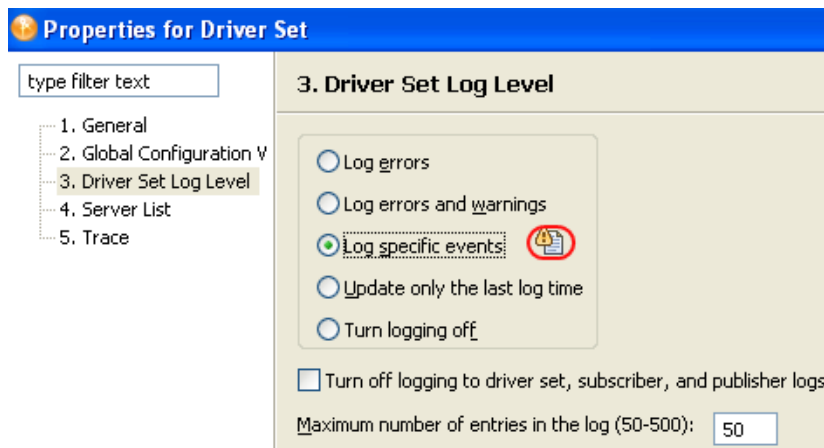 Properties for Driver Set
type filter text
1. General
2. Global Configuration V
3. Driver Set Log Level
4. Server List
5. Trace
3. Driver Set Log Level
Log errors
Log errors and warnings
Log specific events
Update only the last log time
Turn logging off
Turn off logging to driver set, subscriber, and publisher logs
Maximum number of entries in the log (50-500): 50